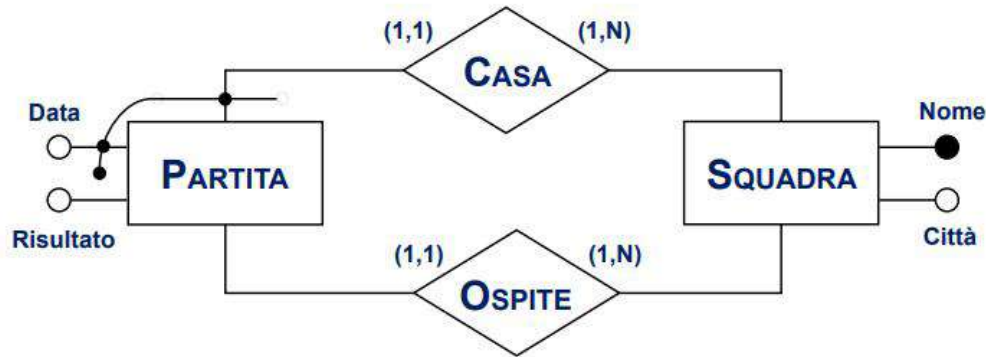 (1,1)
(1,N)
CASA
Data
PARTITA
Risultato
SQUADRA
Nome
Città
(1,1)
(1,N)
OSPITE